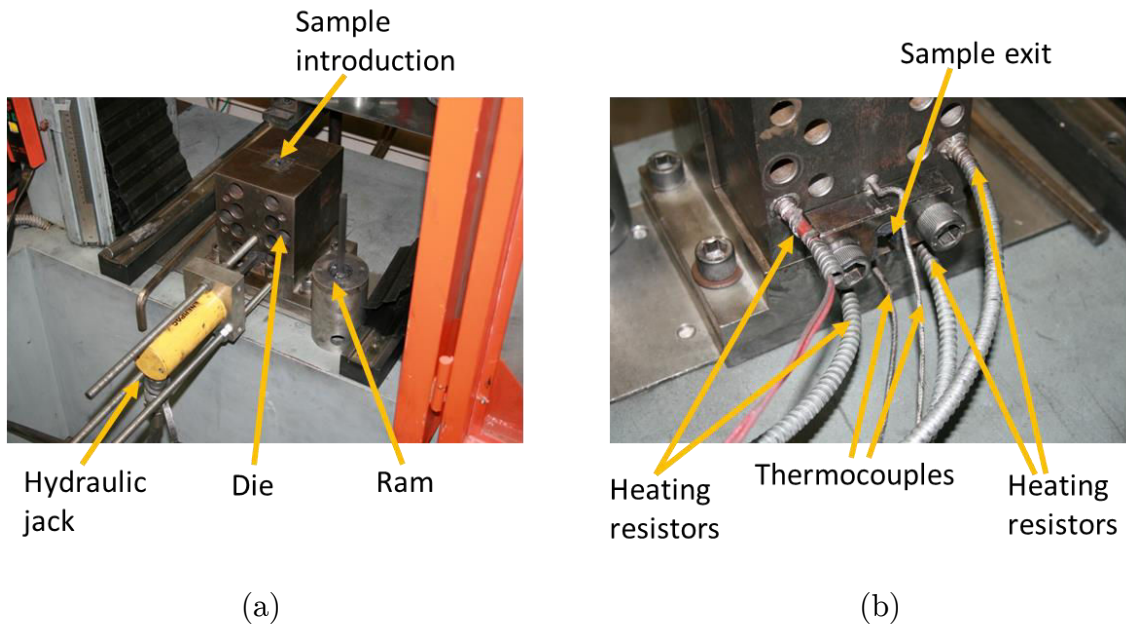 Sample
introduction
Sample exit
Hydraulic
jack
Die
Ram
Heating
resistors
Thermocouples
Heating
resistors
(a)
(b)